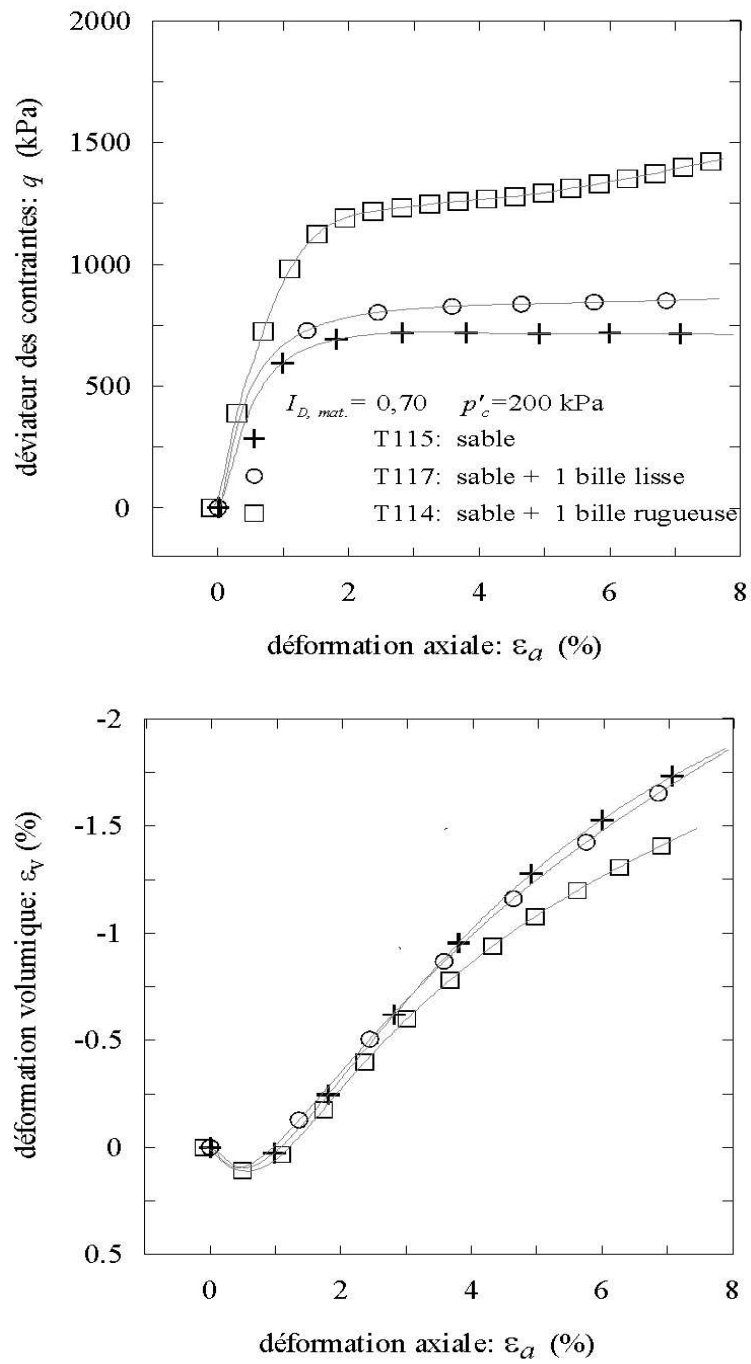 2000
1500
1000
500
0
déviateur des contraintes: q (kPa)
I_D, mat. = 0,70 p'_c=200 kPa
T115: sable
T117: sable + 1 bille lisse
T114: sable + 1 bille rugueuse
0 2 4 6 8
déformation axiale: ε_a (%)
-2
-1.5
-1
-0.5
0
0.5
déformation volumique: ε_v (%)
0 2 4 6 8
déformation axiale: ε_a (%)